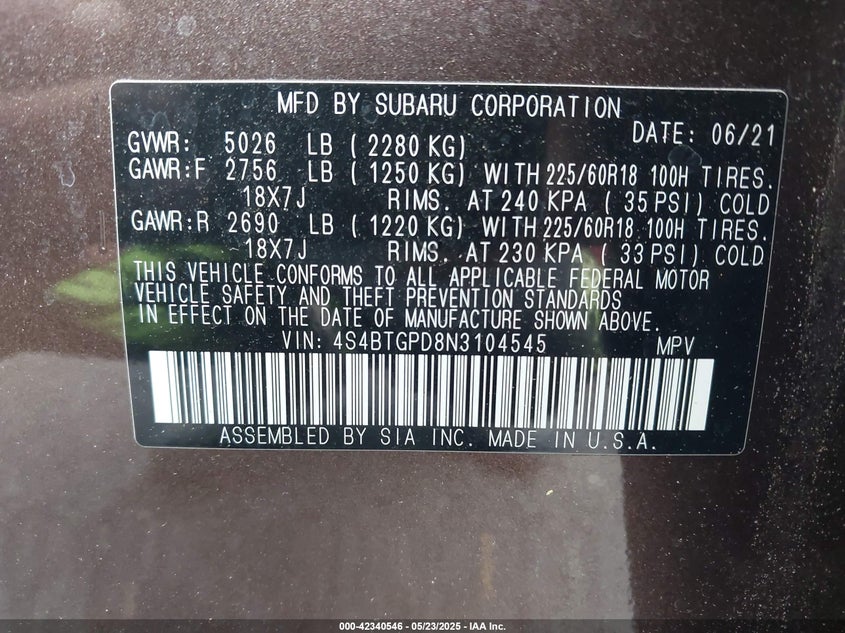 MFD BY SUBARU CORPORATION
DATE: 06/21
GVWR: 5026 LB ( 2280 KG)
GAWR:F 2756 LB ( 1250 KG) WITH 225/60R18 100H TIRES.
18X7J RIMS. AT 240 KPA ( 35 PSI) COLD
GAWR:R 2690 LB ( 1220 KG) WITH 225/60R18 100H TIRES.
18X7J RIMS. AT 230 KPA ( 33 PSI) COLD
THIS VEHICLE CONFORMS TO ALL APPLICABLE FEDERAL MOTOR
VEHICLE SAFETY AND THEFT PREVENTION STANDARDS
IN EFFECT ON THE DATE OF MANUFACTURE SHOWN ABOVE.
VIN: 4S4BTGPD8N3104545 MPV
ASSEMBLED BY SIA INC. MADE IN U.S.A.
000-42340546 - 05/23/2025 - IAA Inc.